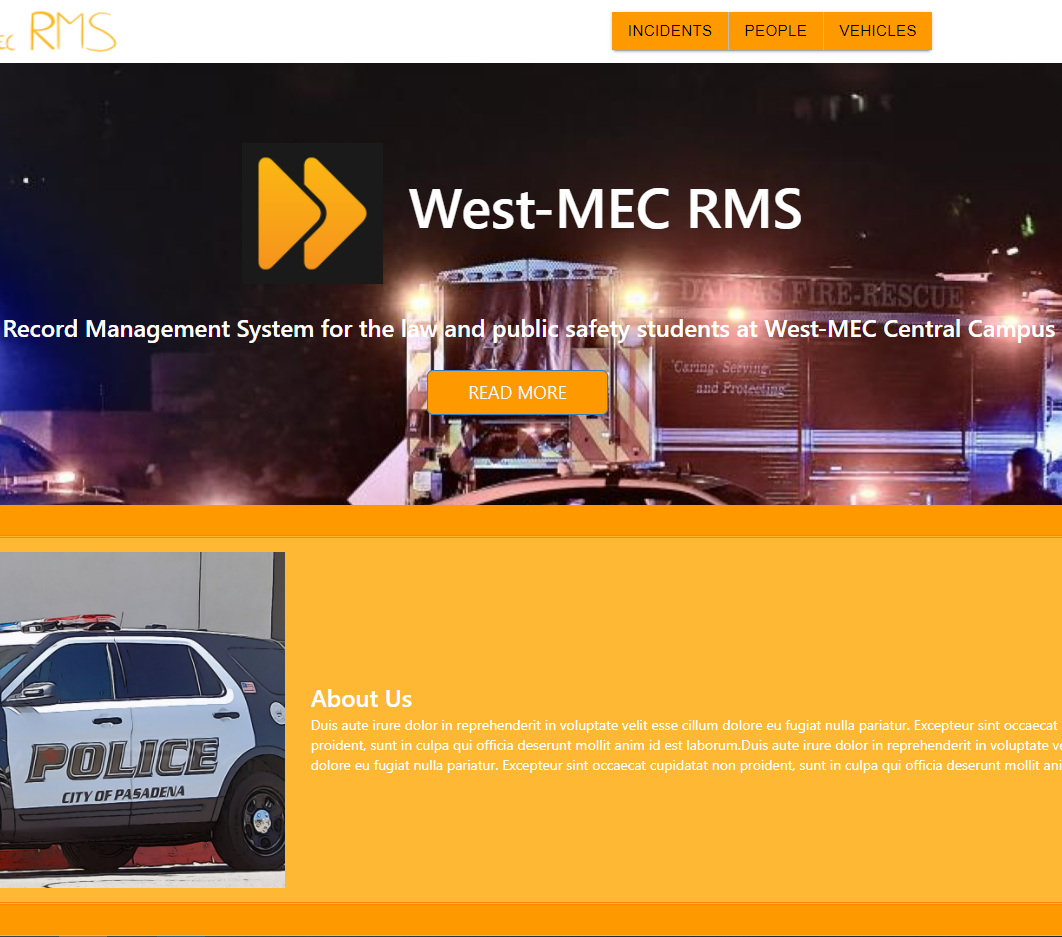 EC RMS
INCIDENTS PEOPLE VEHICLES
West-MEC RMS
DALLAS FIRE-RESCUE
Record Management System for the law and public safety students at West-MEC Central Campus
"Caring, Serving,
and Protecting"
READ MORE
About Us
Duis aute irure dolor in reprehenderit in voluptate velit esse cillum dolore eu fugiat nulla pariatur. Excepteur sint occaecat
proident, sunt in culpa qui officia deserunt mollit anim id est laborum.Duis aute irure dolor in reprehenderit in voluptate ve
dolore eu fugiat nulla pariatur. Excepteur sint occaecat cupidatat non proident, sunt in culpa qui officia deserunt mollit ani
POLICE
CITY OF PASADENA